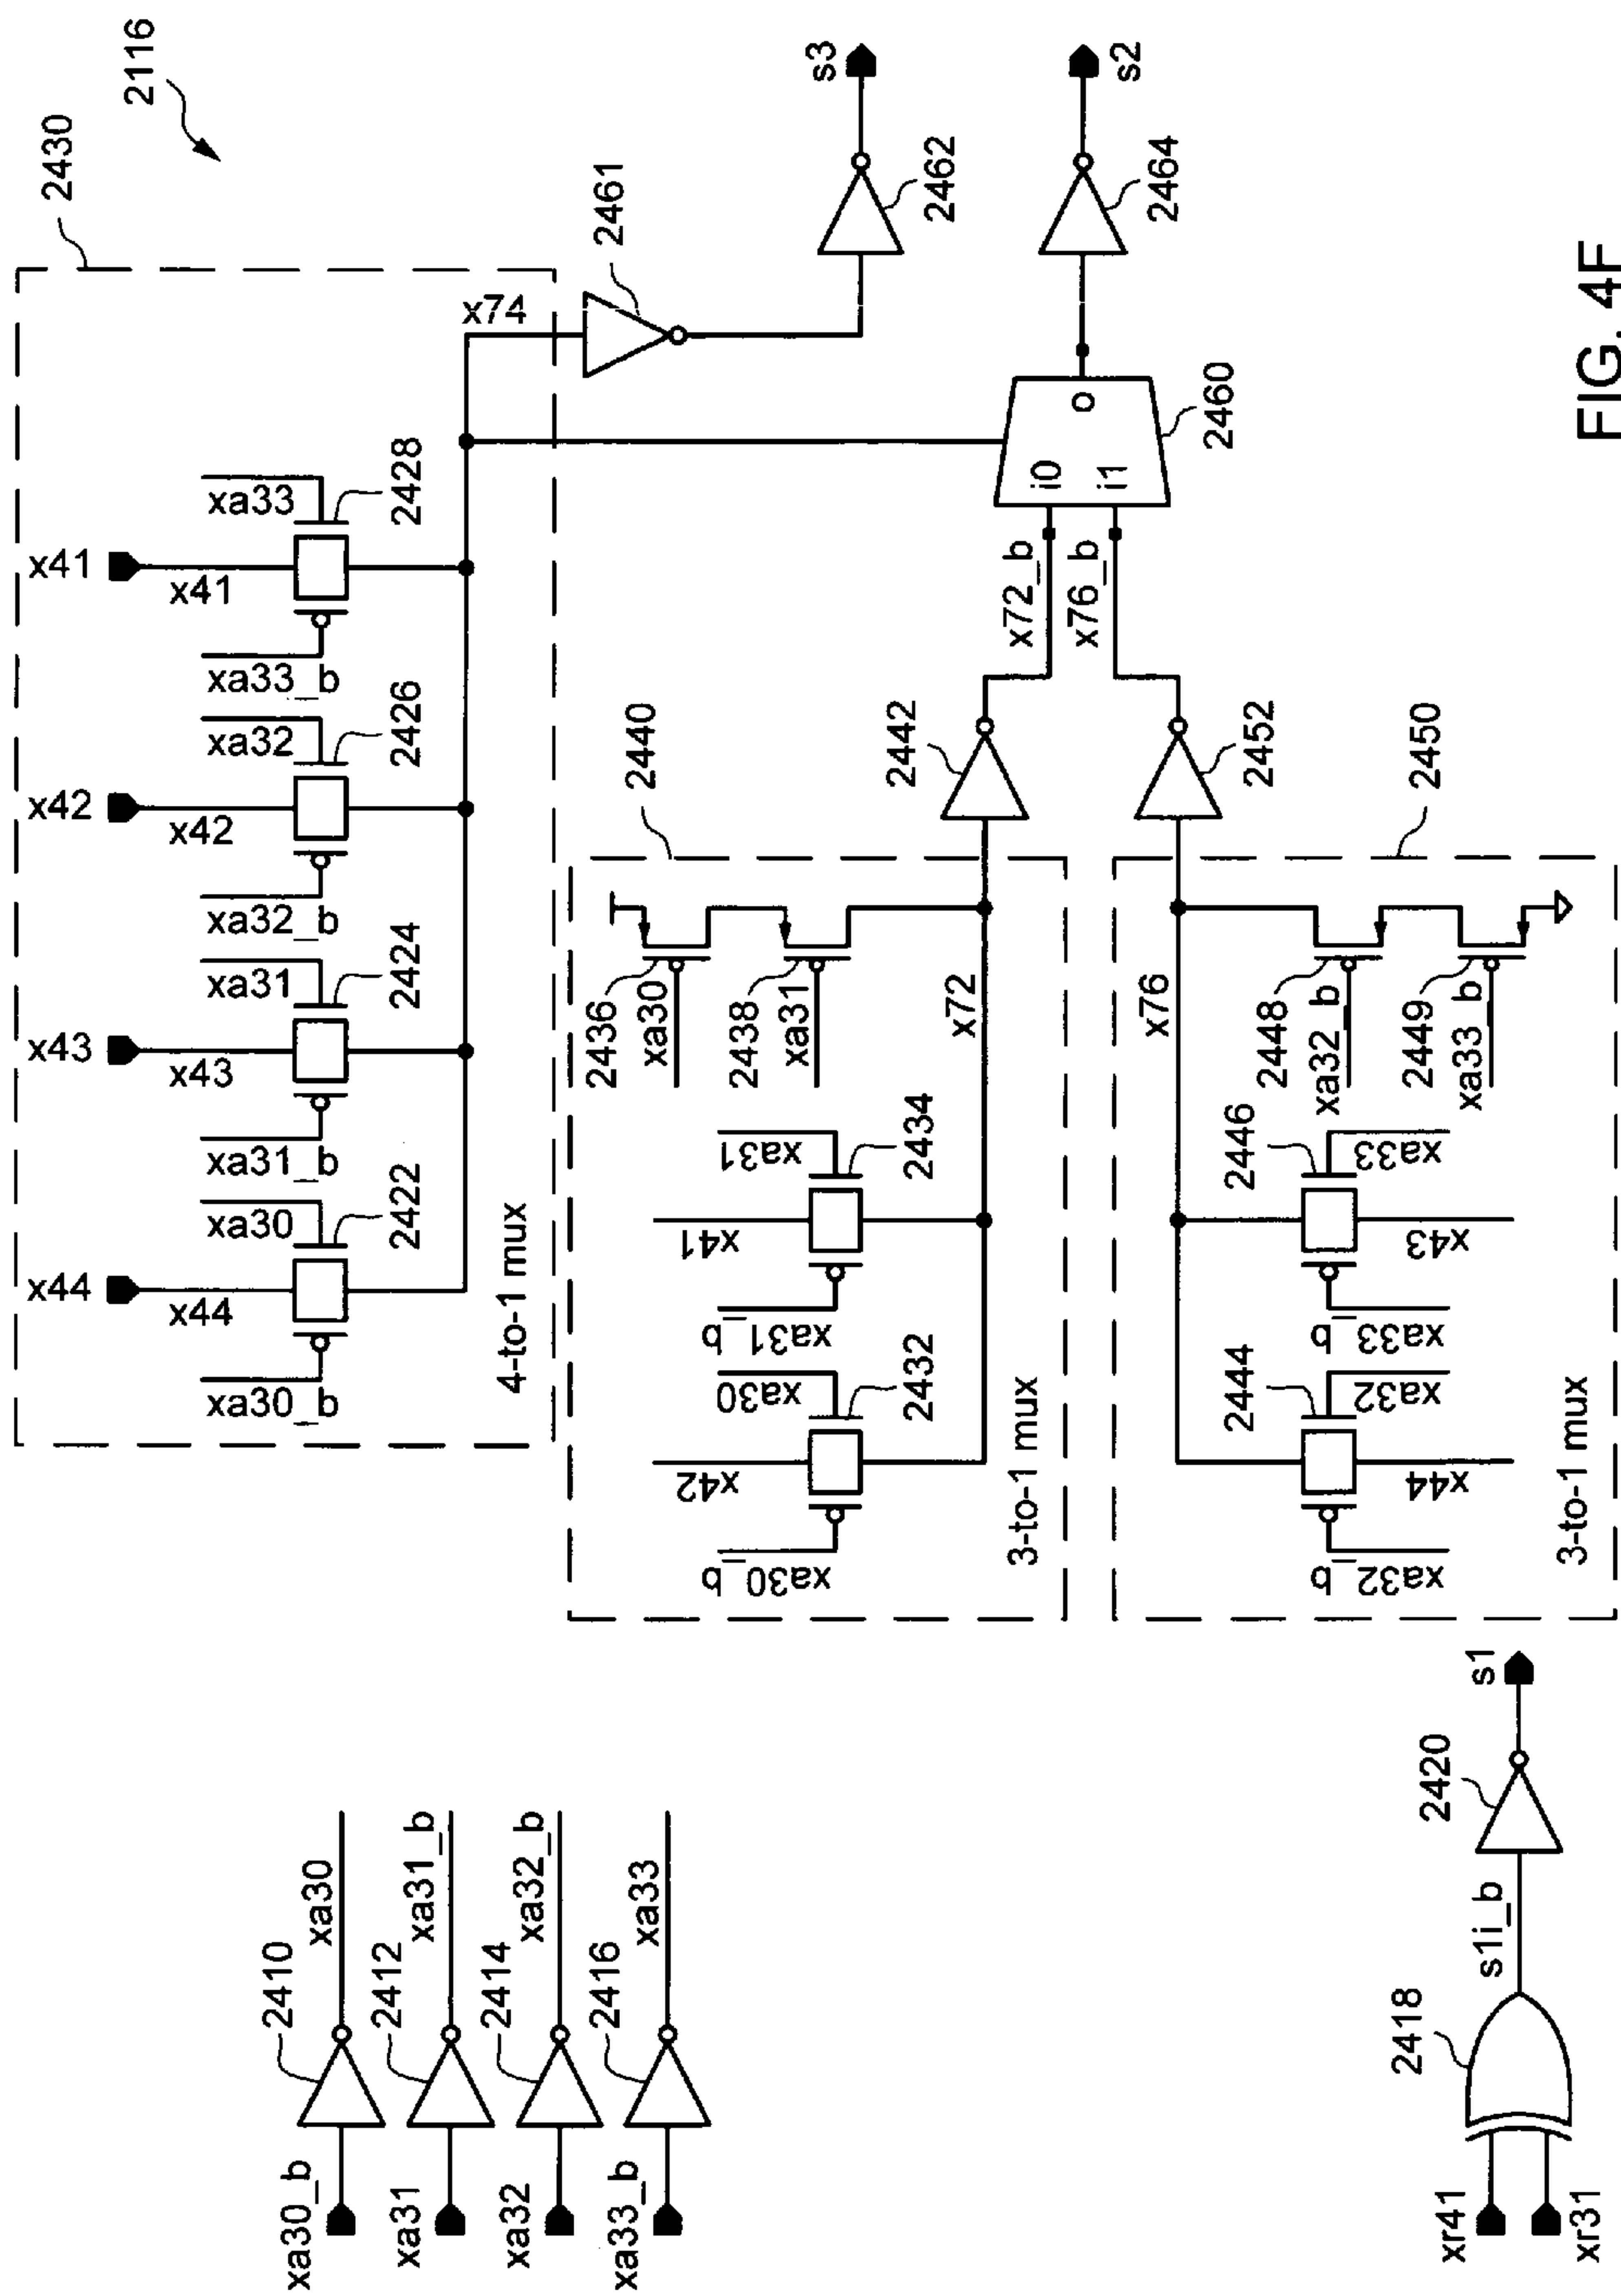 2116
2430
x44
x43
x42
x41
x44
x43
x42
x41
xa30_b
xa30
xa31_b
xa31
xa32_b
xa32
xa33_b
xa33
2422
2424
2426
2428
4-to-1 mux
x74
2461
s3
2462
xa30_b
2410
xa30
xa31
2412
xa31_b
xa32
2414
xa32_b
xa33_b
2416
xa33
2440
2436
xa30
2438
xa31
x42
xa30_b
xa30
2432
x41
xa31_b
xa31
2434
x72
3-to-1 mux
2442
x72_b
x76_b
i0
i1
o
2460
s2
2464
2452
2450
x76
2444
xa32_b
xa32
x44
2446
xa33_b
xa33
x43
2448
xa32_b
2449
xa33_b
3-to-1 mux
xr41
xr31
2418
s1i_b
2420
s1
FIG. 4F